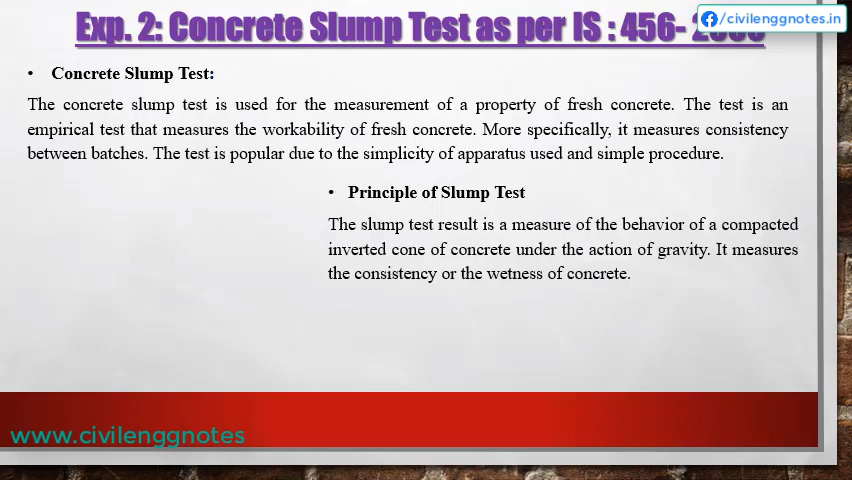 Exp. 2: Concrete Slump Test as per IS : 456-
/civilenggnotes.in
• Concrete Slump Test:
The concrete slump test is used for the measurement of a property of fresh concrete. The test is an
empirical test that measures the workability of fresh concrete. More specifically, it measures consistency
between batches. The test is popular due to the simplicity of apparatus used and simple procedure.
• Principle of Slump Test
The slump test result is a measure of the behavior of a compacted
inverted cone of concrete under the action of gravity. It measures
the consistency or the wetness of concrete.
www.civilenggnotes